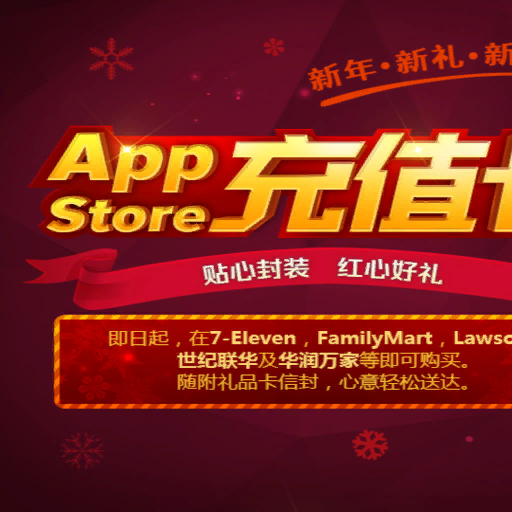 新年·新礼·新
App Store 充值
贴心封装 红心好礼
即日起，在7-Eleven，FamilyMart，Lawso
世纪联华及华润万家等即可购买。
随附礼品卡信封，心意轻松送达。